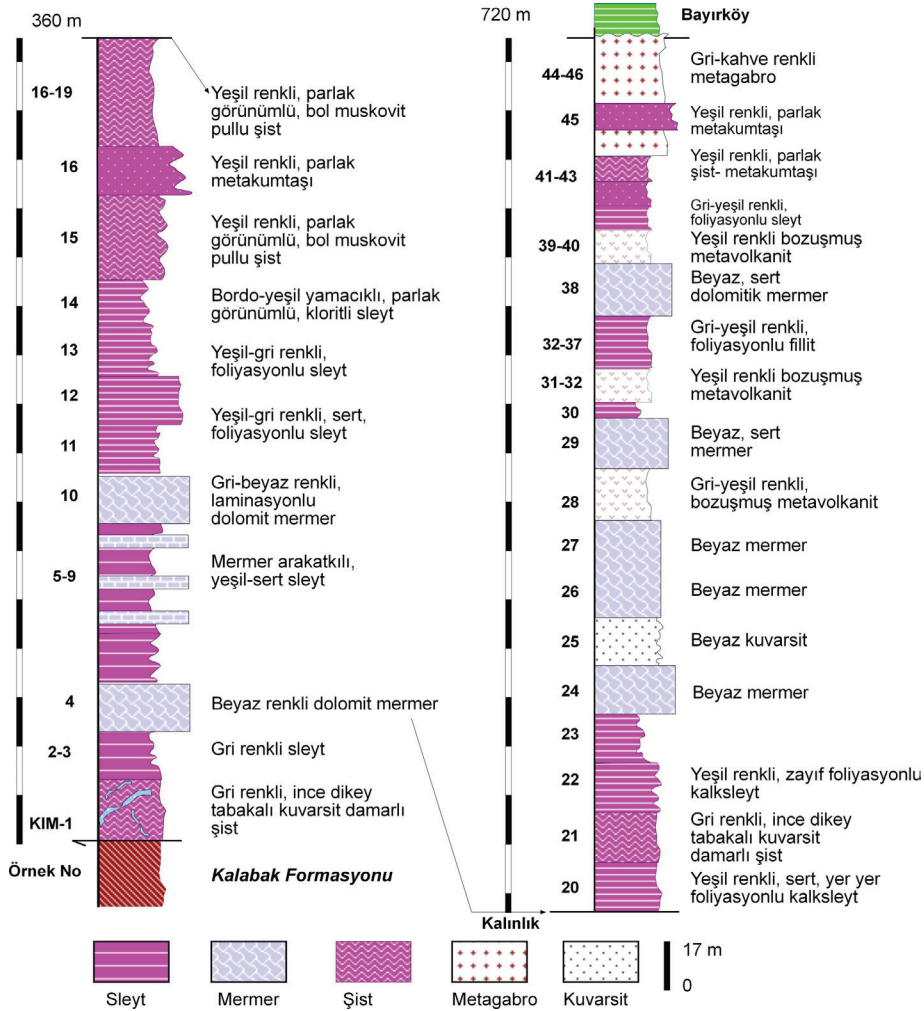 360 m
16-19
Yeşil renkli, parlak
görünümlü, bol muskovit
pullu şist
16
Yeşil renkli, parlak
metakumtaşı
15
Yeşil renkli, parlak
görünümlü, bol muskovit
pullu şist
14
Bordo-yeşil yamacıklı, parlak
görünümlü, kloritli sleyt
13
Yeşil-gri renkli,
foliyasyonlu sleyt
12
Yeşil-gri renkli, sert,
foliyasyonlu sleyt
11
10
Gri-beyaz renkli,
laminasyonlu
dolomit mermer
5-9
Mermer arakatkılı,
yeşil-sert sleyt
4
Beyaz renkli dolomit mermer
2-3
Gri renkli sleyt
KIM-1
Gri renkli, ince dikey
tabakalı kuvarsit damarlı
şist
Örnek No
Kalabak Formasyonu
720 m
Bayırköy
44-46
Gri-kahve renkli
metagabro
45
Yeşil renkli, parlak
metakumtaşı
41-43
Yeşil renkli, parlak
şist- metakumtaşı
Gri-yeşil renkli,
foliyasyonlu sleyt
39-40
Yeşil renkli bozuşmuş
metavolkanit
38
Beyaz, sert
dolomitik mermer
32-37
Gri-yeşil renkli,
foliyasyonlu fillit
31-32
Yeşil renkli bozuşmuş
metavolkanit
30
29
Beyaz, sert
mermer
28
Gri-yeşil renkli,
bozuşmuş metavolkanit
27
Beyaz mermer
26
Beyaz mermer
25
Beyaz kuvarsit
24
Beyaz mermer
23
22
Yeşil renkli, zayıf foliyasyonlu
kalksleyt
21
Gri renkli, ince dikey
tabakalı kuvarsit
damarlı şist
20
Yeşil renkli, sert, yer yer
foliyasyonlu kalksleyt
Kalınlık
Sleyt
Mermer
Şist
Metagabro
Kuvarsit
17 m
0